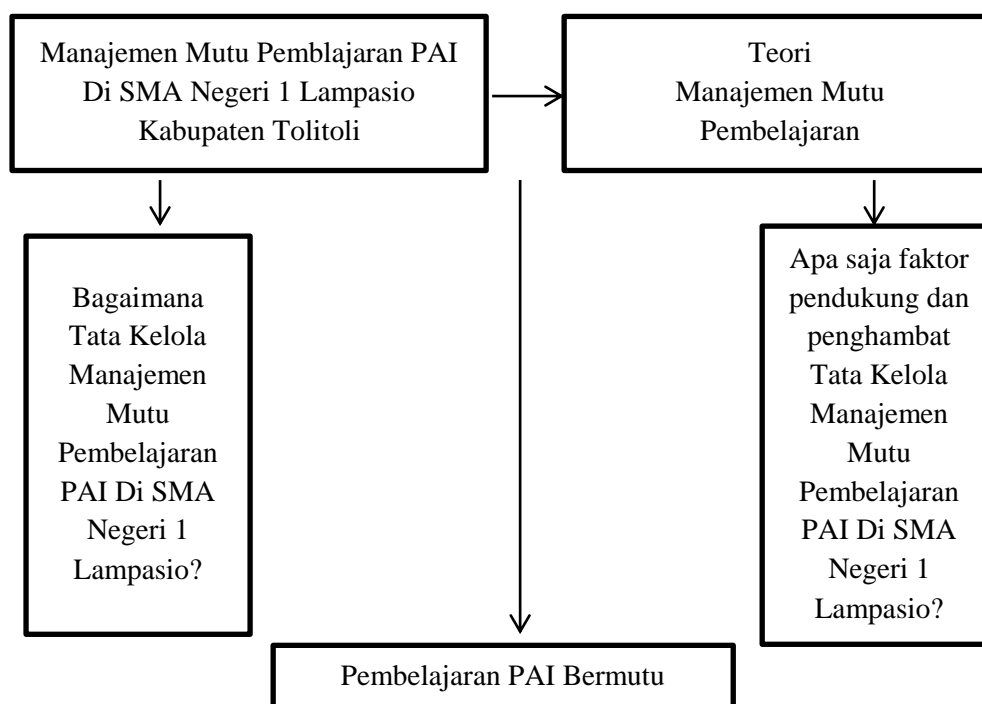 Manajemen Mutu Pemblajaran PAI
Di SMA Negeri 1 Lampasio
Kabupaten Tolitoli
Teori
Manajemen Mutu
Pembelajaran
Bagaimana
Tata Kelola
Manajemen
Mutu
Pembelajaran
PAI Di SMA
Negeri 1
Lampasio?
Apa saja faktor
pendukung dan
penghambat
Tata Kelola
Manajemen
Mutu
Pembelajaran
PAI Di SMA
Negeri 1
Lampasio?
Pembelajaran PAI Bermutu